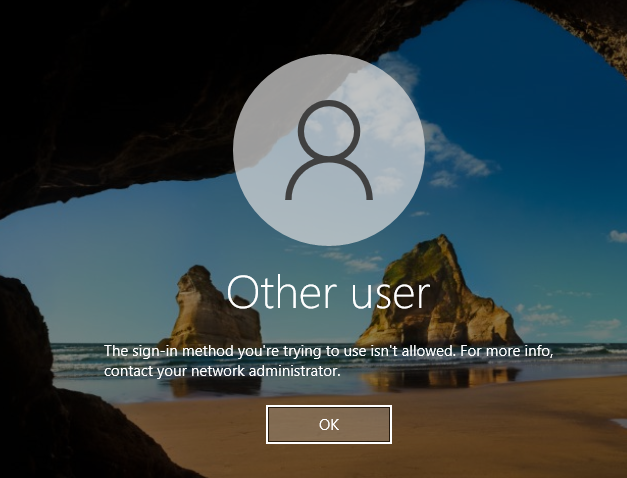 Other user
The sign-in method you're trying to use isn't allowed. For more info,
contact your network administrator.
OK